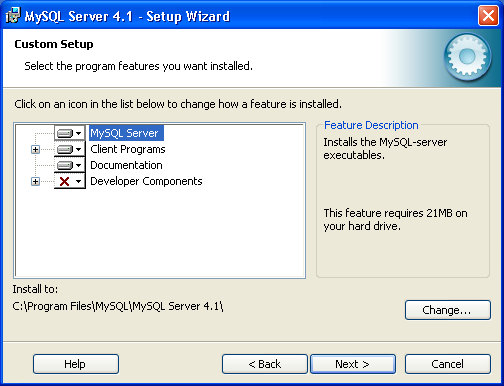 MySQL Server 4.1 - Setup Wizard
Custom Setup
Select the program features you want installed.
Click on an icon in the list below to change how a feature is installed.
MySQL Server
Client Programs
Documentation
Developer Components
Feature Description
Installs the MySQL-server
executables.
This feature requires 21MB on
your hard drive.
Install to:
C:\Program Files\MySQL\MySQL Server 4.1\
Change...
Help
< Back
Next >
Cancel